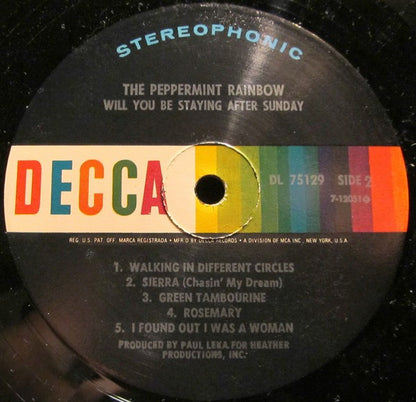 STEREOPHONIC
THE PEPPERMINT RAINBOW
WILL YOU BE STAYING AFTER SUNDAY
DECCA
DL 75129 SIDE 2
7-12051
REG. U.S. PAT. OFF. MARCA REGISTRADA • MFR'D BY DECCA RECORDS • A DIVISION OF MCA INC., NEW YORK, U.S.A
1. WALKING IN DIFFERENT CIRCLES
2. SIERRA (Chasin' My Dream)
3. GREEN TAMBOURINE
4. ROSEMARY
5. I FOUND OUT I WAS A WOMAN
PRODUCED BY PAUL LEKA FOR HEATHER
PRODUCTIONS, INC.